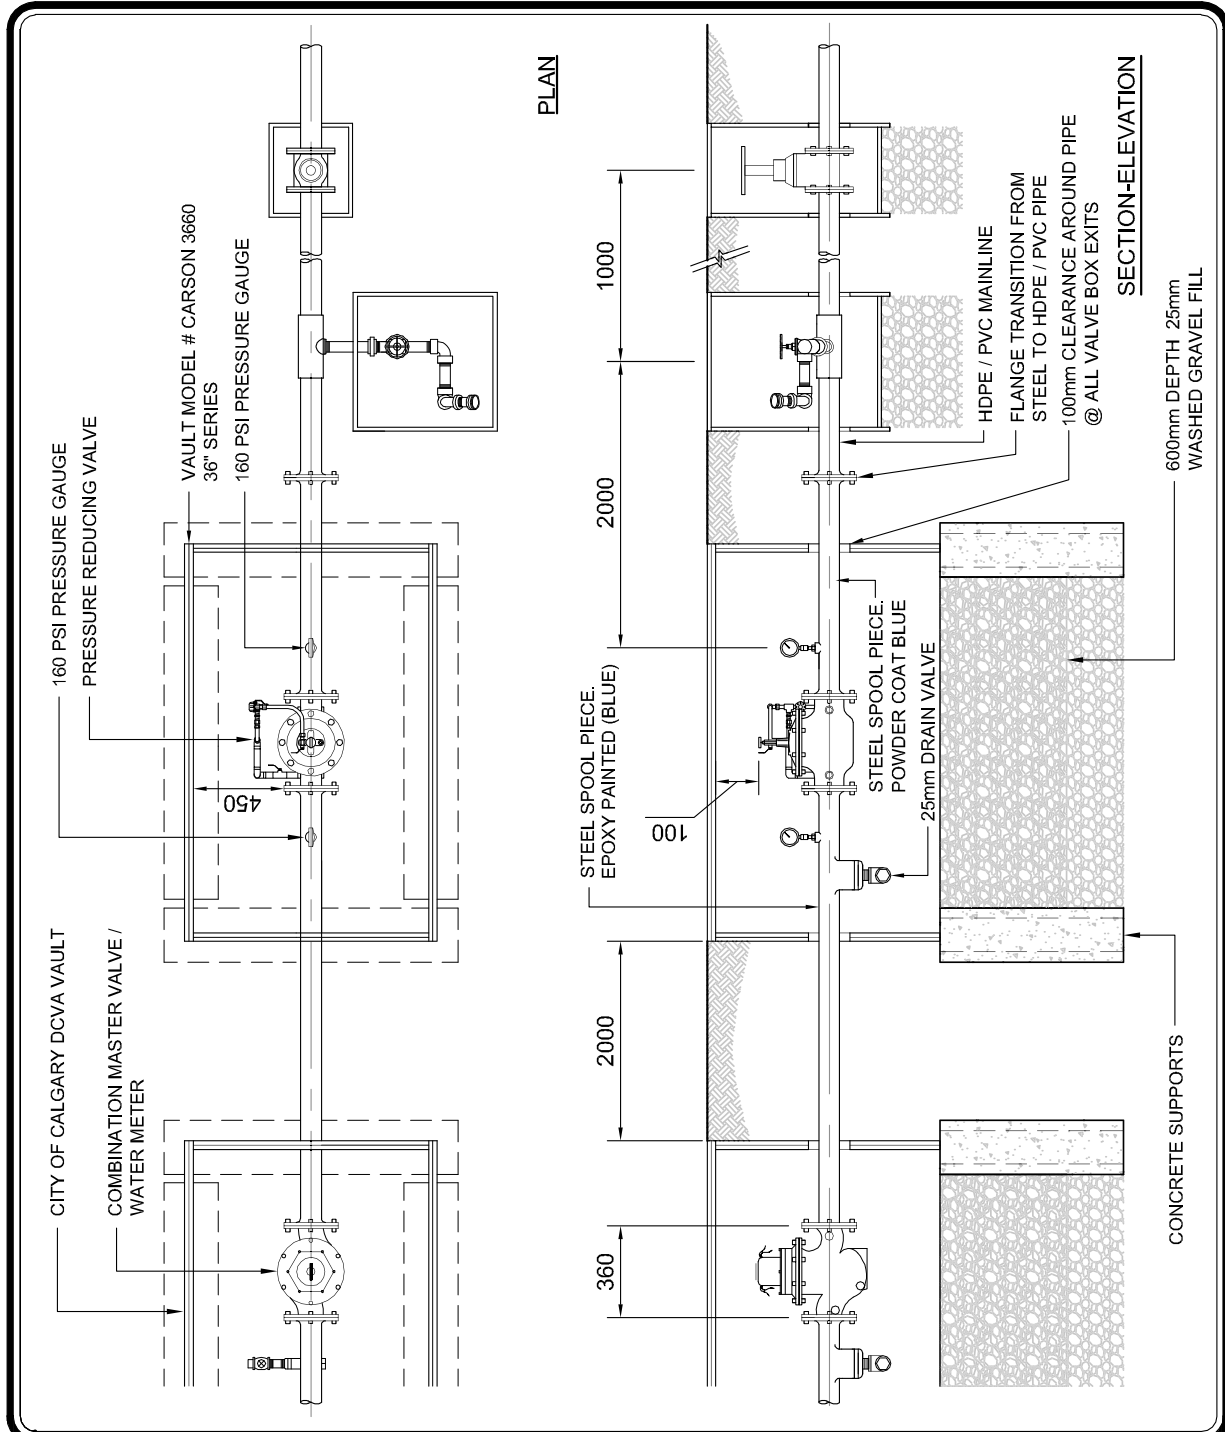 CITY OF CALGARY DCVA VAULT
COMBINATION MASTER VALVE /
WATER METER
160 PSI PRESSURE GAUGE
PRESSURE REDUCING VALVE
VAULT MODEL # CARSON 3660
36" SERIES
160 PSI PRESSURE GAUGE
450
PLAN
360
2000
2000
1000
STEEL SPOOL PIECE.
EPOXY PAINTED (BLUE)
100
STEEL SPOOL PIECE.
POWDER COAT BLUE
25mm DRAIN VALVE
HDPE / PVC MAINLINE
FLANGE TRANSITION FROM
STEEL TO HDPE / PVC PIPE
100mm CLEARANCE AROUND PIPE
@ ALL VALVE BOX EXITS
SECTION-ELEVATION
CONCRETE SUPPORTS
600mm DEPTH 25mm
WASHED GRAVEL FILL